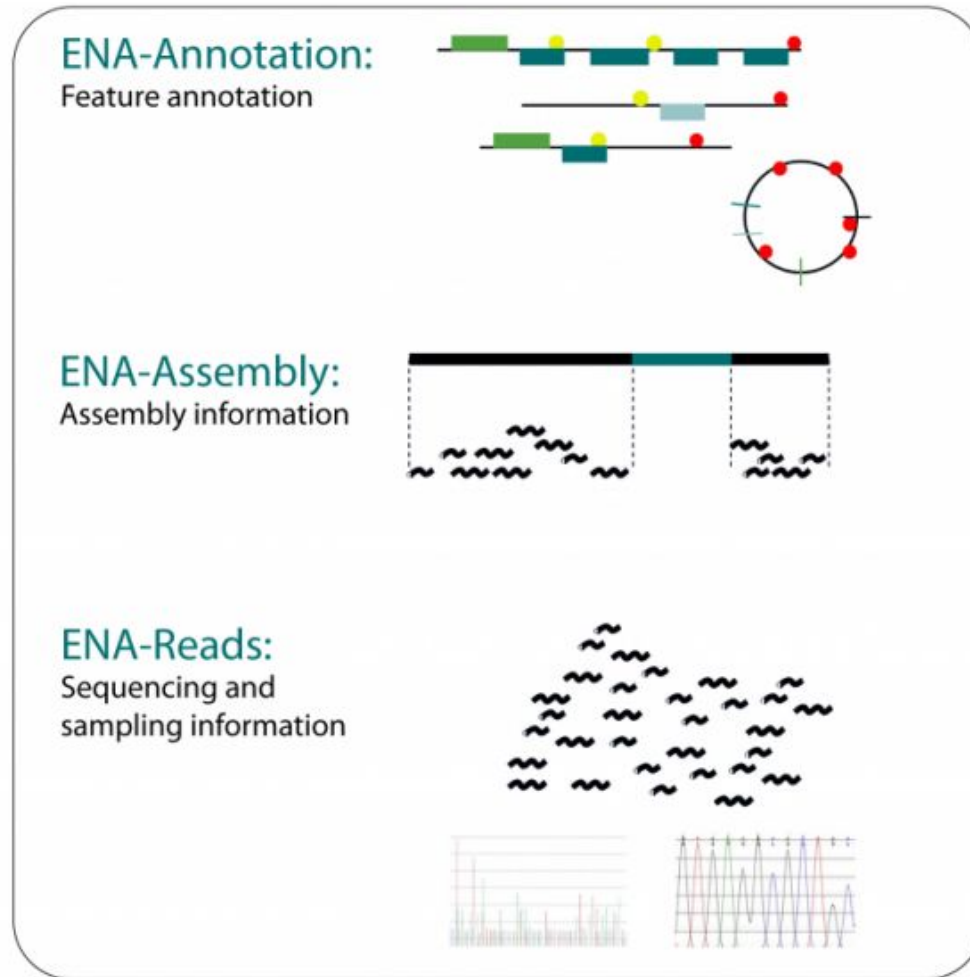 ENA-Annotation:
Feature annotation
ENA-Assembly:
Assembly information
ENA-Reads:
Sequencing and
sampling information